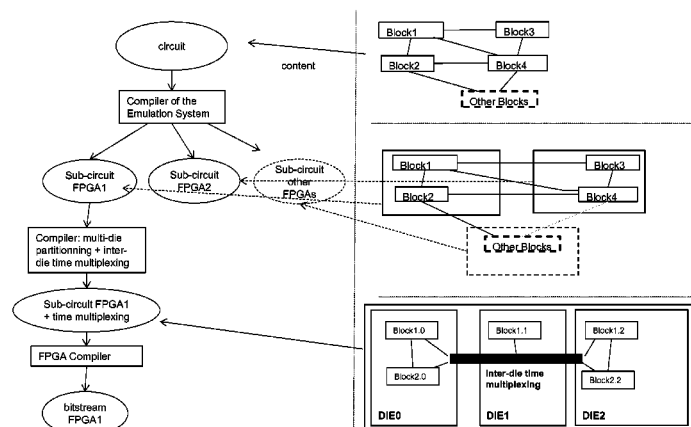 circuit
content
Compiler of the
Emulation System
Sub-circuit
FPGA1
Sub-circuit
FPGA2
Sub-circuit
other
FPGAs
Compiler: multi-die
partitionning + inter-
die time multiplexing
Sub-circuit FPGA1
+ time multiplexing
FPGA Compiler
bitstream
FPGA1
Block1
Block3
Block2
Block4
Other Blocks
Block1
Block3
Block2
Block4
Other Blocks
Block1.0
Block1.1
Block1.2
Block2.0
Inter-die time
multiplexing
Block2.2
DIE0
DIE1
DIE2